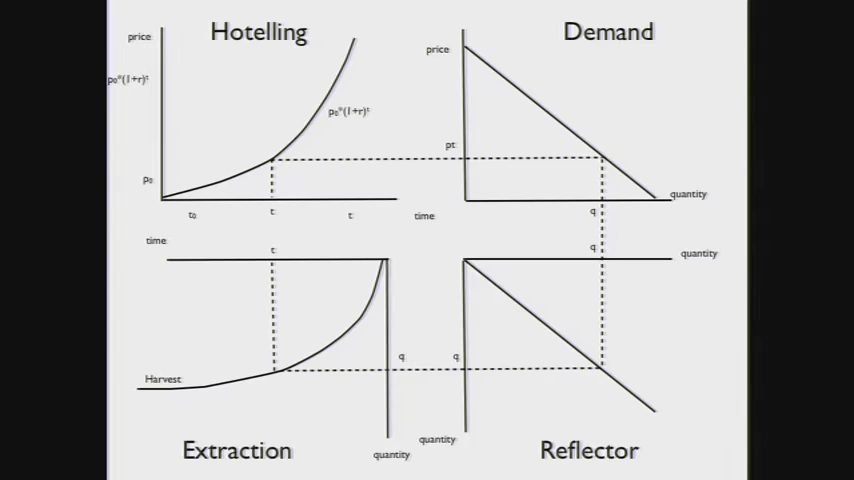 Hotelling
Demand
price
price
p₀*(1+r)ᵗ
p₀*(1+r)ᵗ
pt
p₀
quantity
t₀
t
t
time
q
time
t
q
quantity
q
q
Harvest
quantity
quantity
Extraction
Reflector